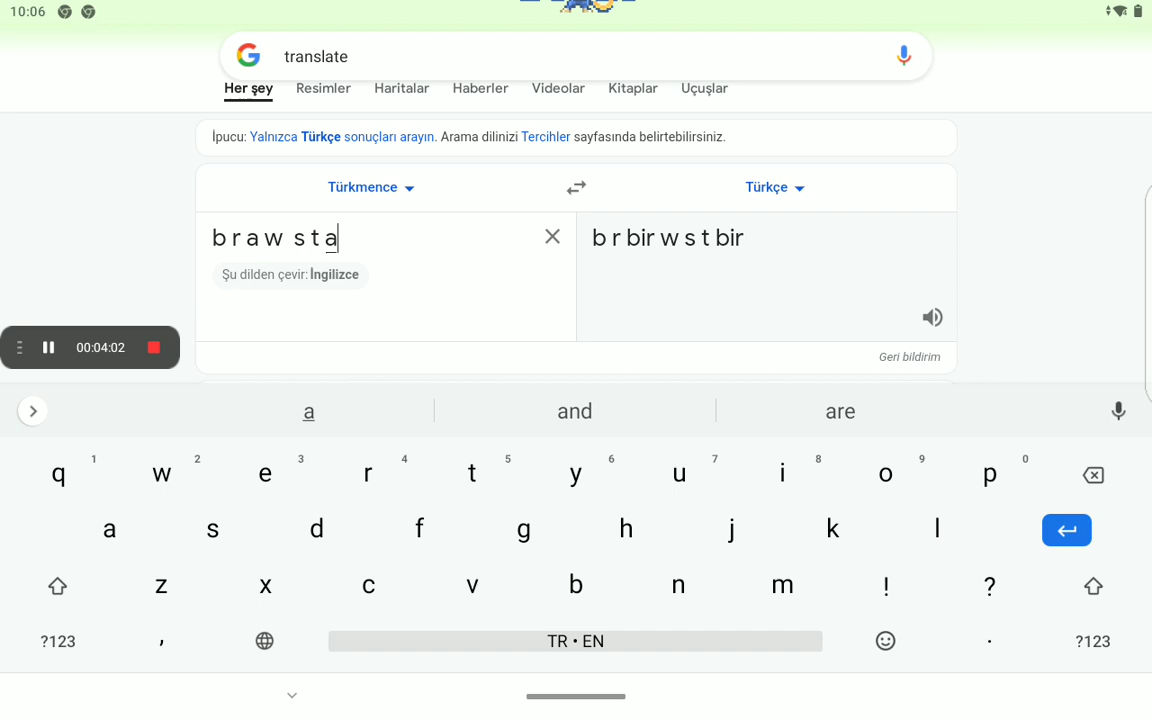 10:06
translate
Her şey Resimler Haritalar Haberler Videolar Kitaplar Uçuşlar
İpucu: Yalnızca Türkçe sonuçları arayın. Arama dilinizi Tercihler sayfasında belirtebilirsiniz.
Türkmence Türkçe
b r a w s t a b r bir w s t bir
Şu dilden çevir: İngilizce
00:04:02
Geri bildirim
a and are
q 1 w 2 e 3 r 4 t 5 y 6 u 7 i 8 o 9 p 0
a s d f g h j k l
z x c v b n m ! ?
?123 , TR • EN . ?123